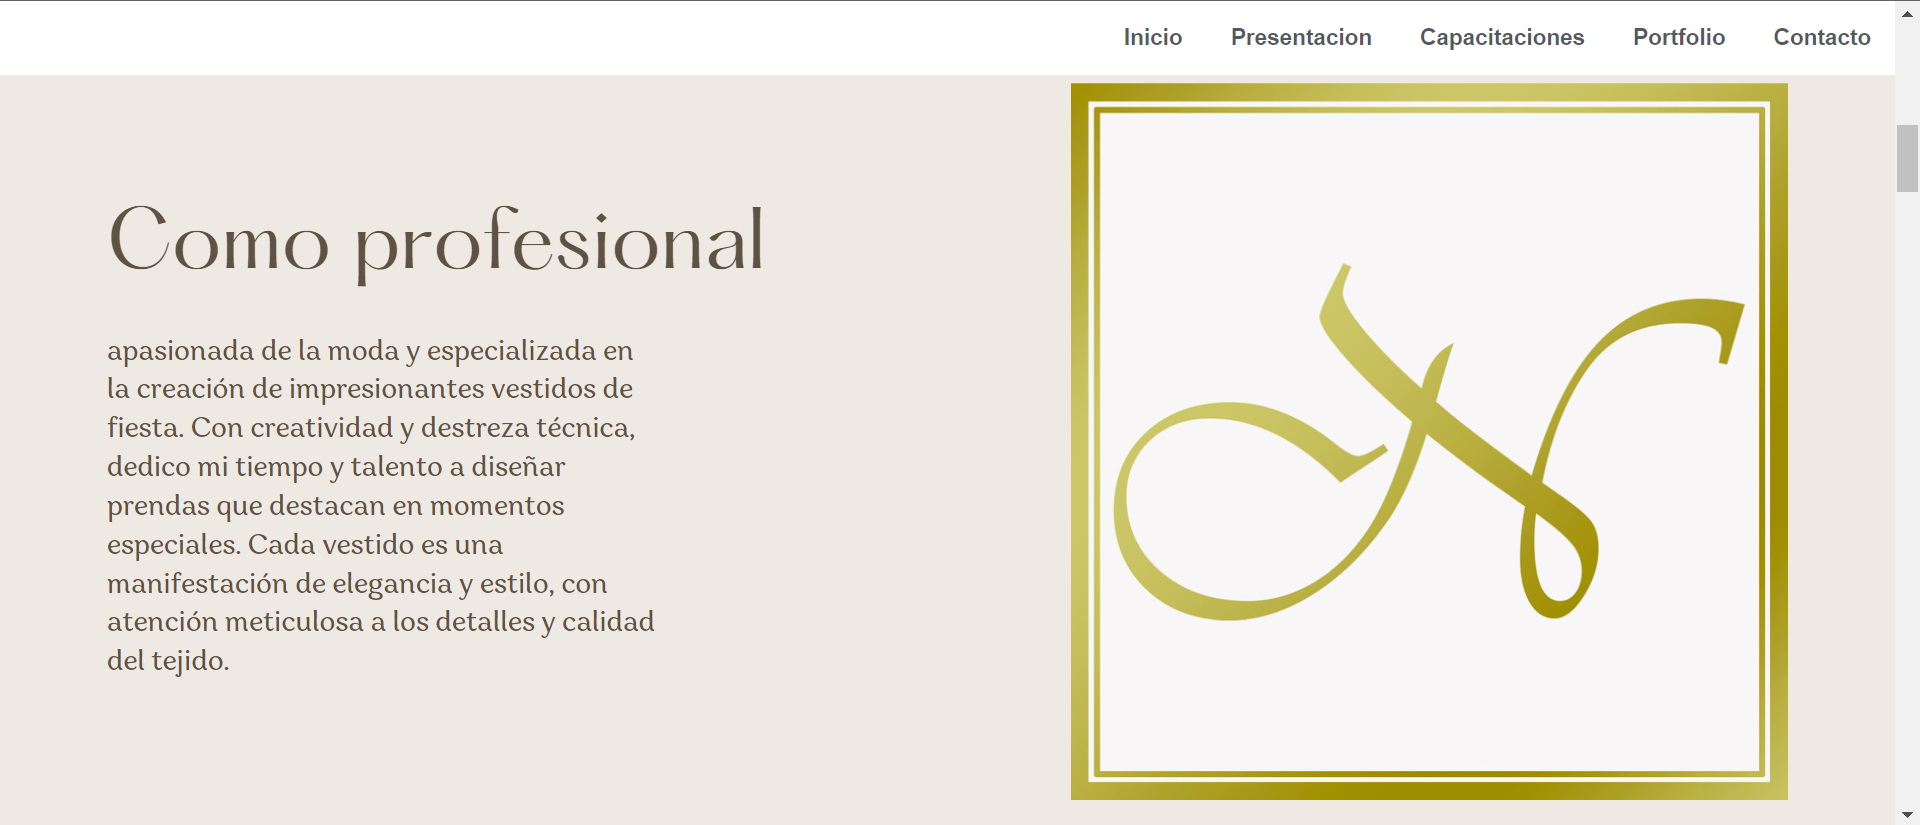 Inicio Presentacion Capacitaciones Portfolio Contacto
Como profesional
apasionada de la moda y especializada en
la creación de impresionantes vestidos de
fiesta. Con creatividad y destreza técnica,
dedico mi tiempo y talento a diseñar
prendas que destacan en momentos
especiales. Cada vestido es una
manifestación de elegancia y estilo, con
atención meticulosa a los detalles y calidad
del tejido.
N